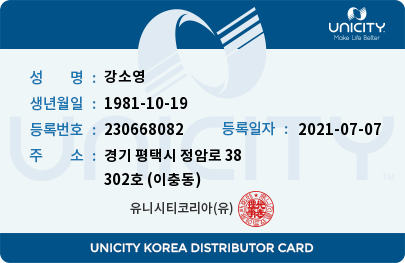 UNICITY
Make Life Better
성 명 : 강소영
생년월일 : 1981-10-19
등록번호 : 230668082 등록일자 : 2021-07-07
주 소 : 경기 평택시 정암로 38
302호 (이충동)
유니시티코리아(유)
UNICITY
TM
UNICITY KOREA DISTRIBUTOR CARD